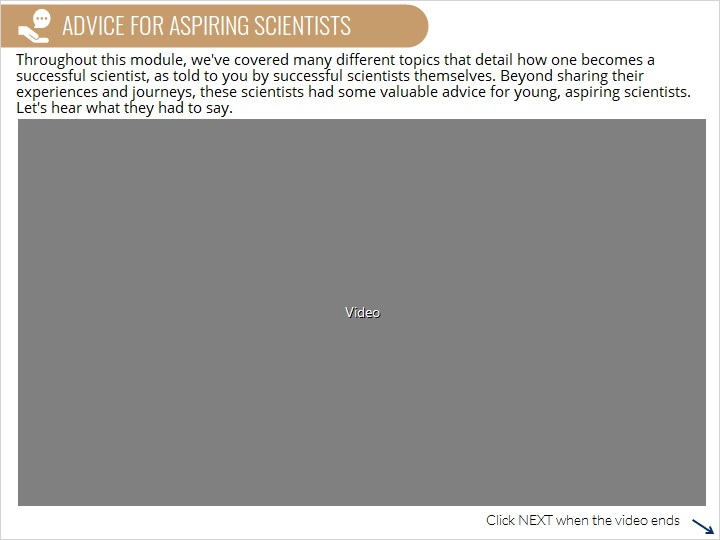 ADVICE FOR ASPIRING SCIENTISTS
Throughout this module, we've covered many different topics that detail how one becomes a
successful scientist, as told to you by successful scientists themselves. Beyond sharing their
experiences and journeys, these scientists had some valuable advice for young, aspiring scientists.
Let's hear what they had to say.
Video
Click NEXT when the video ends